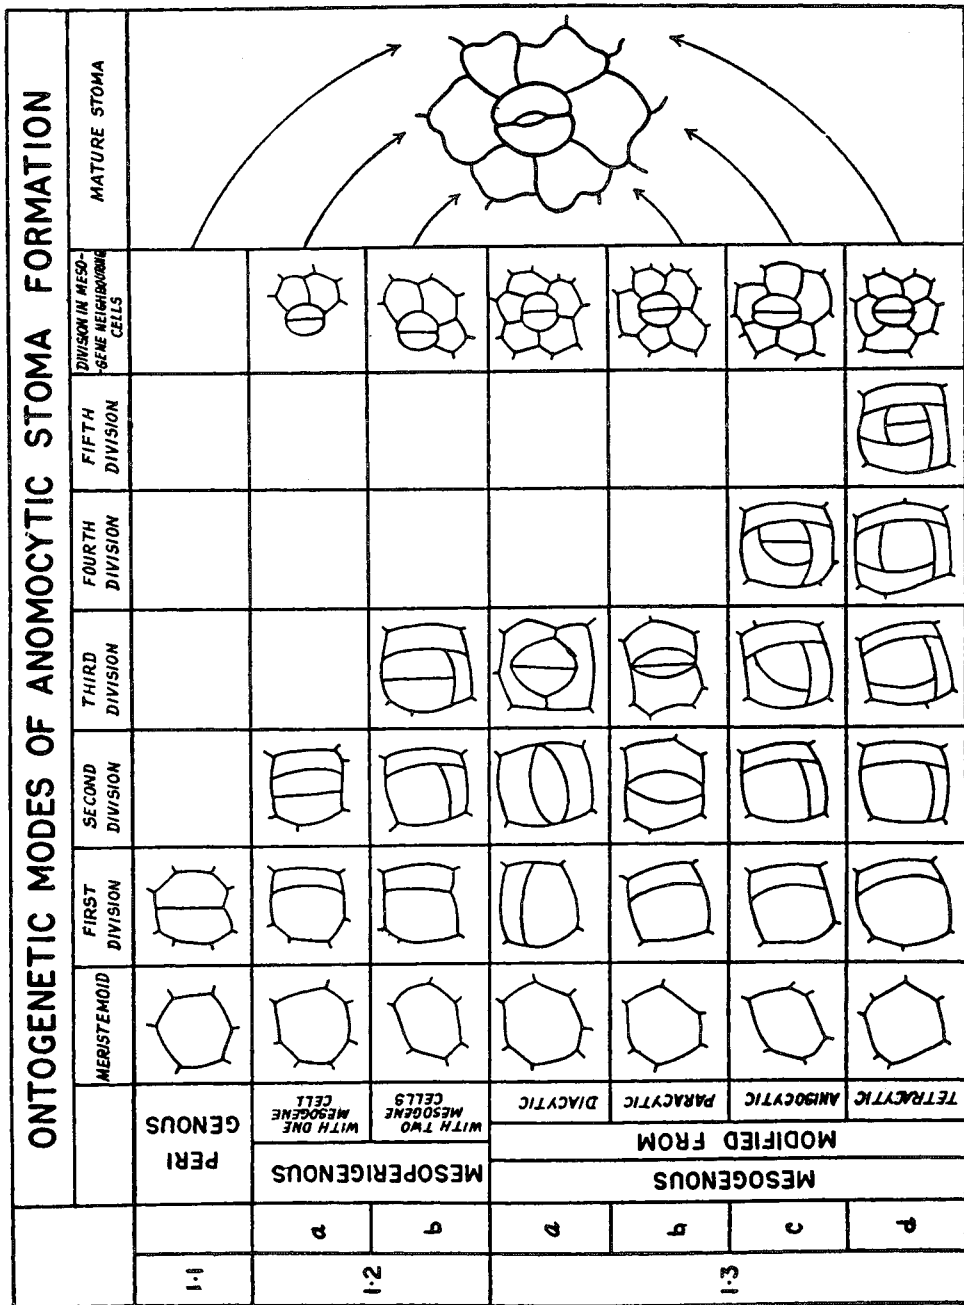 ONTOGENETIC MODES OF ANOMOCYTIC STOMA FORMATION
MERISTEMOID
FIRST
DIVISION
SECOND
DIVISION
THIRD
DIVISION
FOURTH
DIVISION
FIFTH
DIVISION
DIVISION IN MESO-
-GENE NEIGHBOURING
CELLS
MATURE STOMA
1·1
PERI
GENOUS
1·2
a
MESOPERIGENOUS
WITH ONE
MESOGENE
CELL
b
WITH TWO
MESOGENE
CELLS
1·3
MESOGENOUS
MODIFIED FROM
a
DIACYTIC
b
PARACYTIC
c
ANISOCYTIC
d
TETRACYTIC